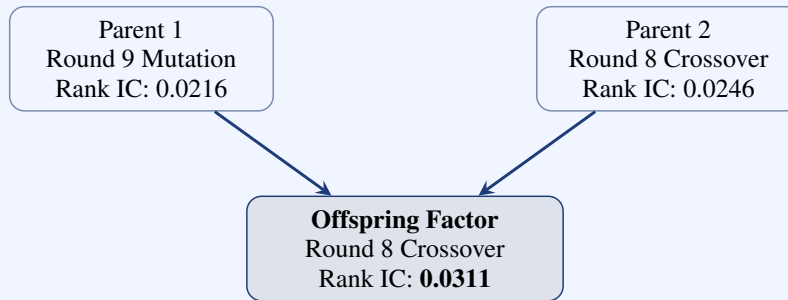 Parent 1
Round 9 Mutation
Rank IC: 0.0216
Parent 2
Round 8 Crossover
Rank IC: 0.0246
Offspring Factor
Round 8 Crossover
Rank IC: 0.0311